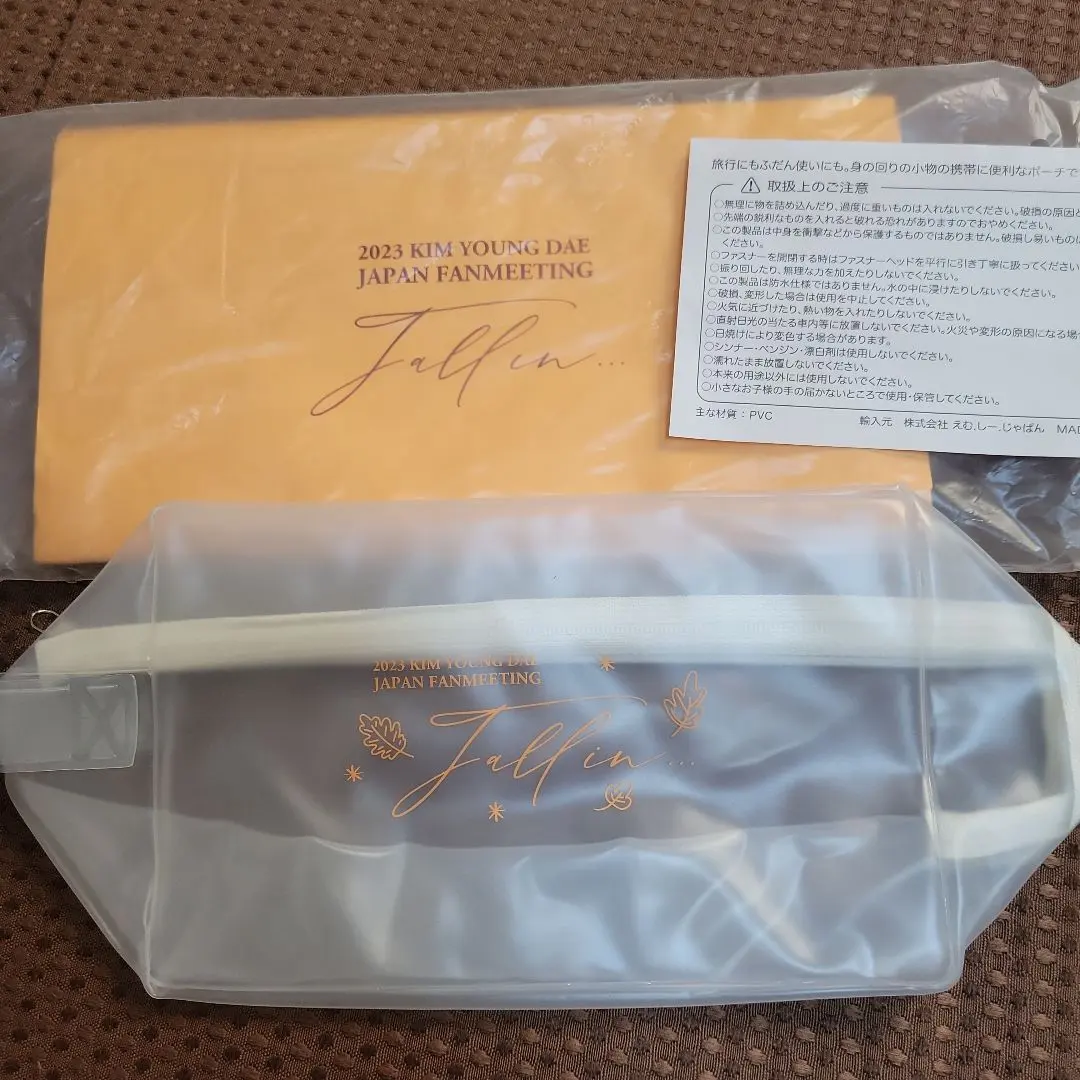 2023 KIM YOUNG DAE
JAPAN FANMEETING
Fall in...
旅行にもふだん使いにも。身の回りの小物の携帯に便利なポーチで
⚠ 取扱上のご注意
○無理に物を詰め込んだり、過度に重いものは入れないでください。破損の原因と
○先端の鋭利なものを入れると破れる恐れがありますのでおやめください。
○この製品は中身を衝撃などから保護するものではありません。破損し易いものに
ください。
○ファスナーを開閉する時はファスナーヘッドを平行に引き丁寧に扱ってください
○振り回したり、無理な力を加えたりしないでください。
○この製品は防水仕様ではありません。水の中に浸けたりしないでください。
○破損、変形した場合は使用を中止してください。
○火気に近づけたり、熱い物を入れたりしないでください。
○直射日光の当たる車内等に放置しないでください。火災や変形の原因になる場
○日焼けにより変色する場合があります。
○シンナー・ベンジン・漂白剤は使用しないでください。
○濡れたまま放置しないでください。
○本来の用途以外には使用しないでください。
○小さなお子様の手の届かないところで使用・保管してください。
主な材質：PVC
輸入元 株式会社 えむ.しー.じゃぱん MAD
2023 KIM YOUNG DAE
JAPAN FANMEETING
Fall in...